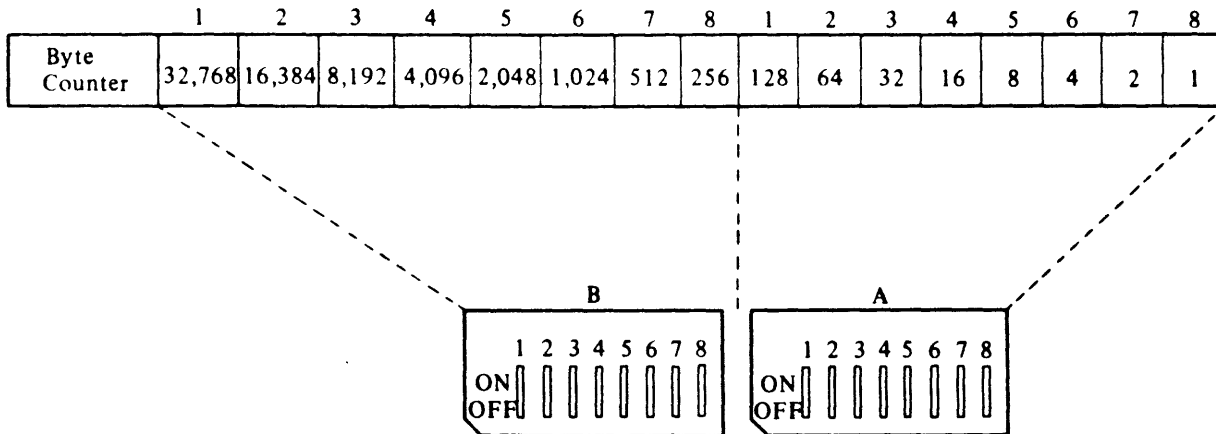 1 2 3 4 5 6 7 8 1 2 3 4 5 6 7 8
Byte
Counter
32,768 16,384 8,192 4,096 2,048 1,024 512 256 128 64 32 16 8 4 2 1
B A
1 2 3 4 5 6 7 8 1 2 3 4 5 6 7 8
ON ON
OFF OFF